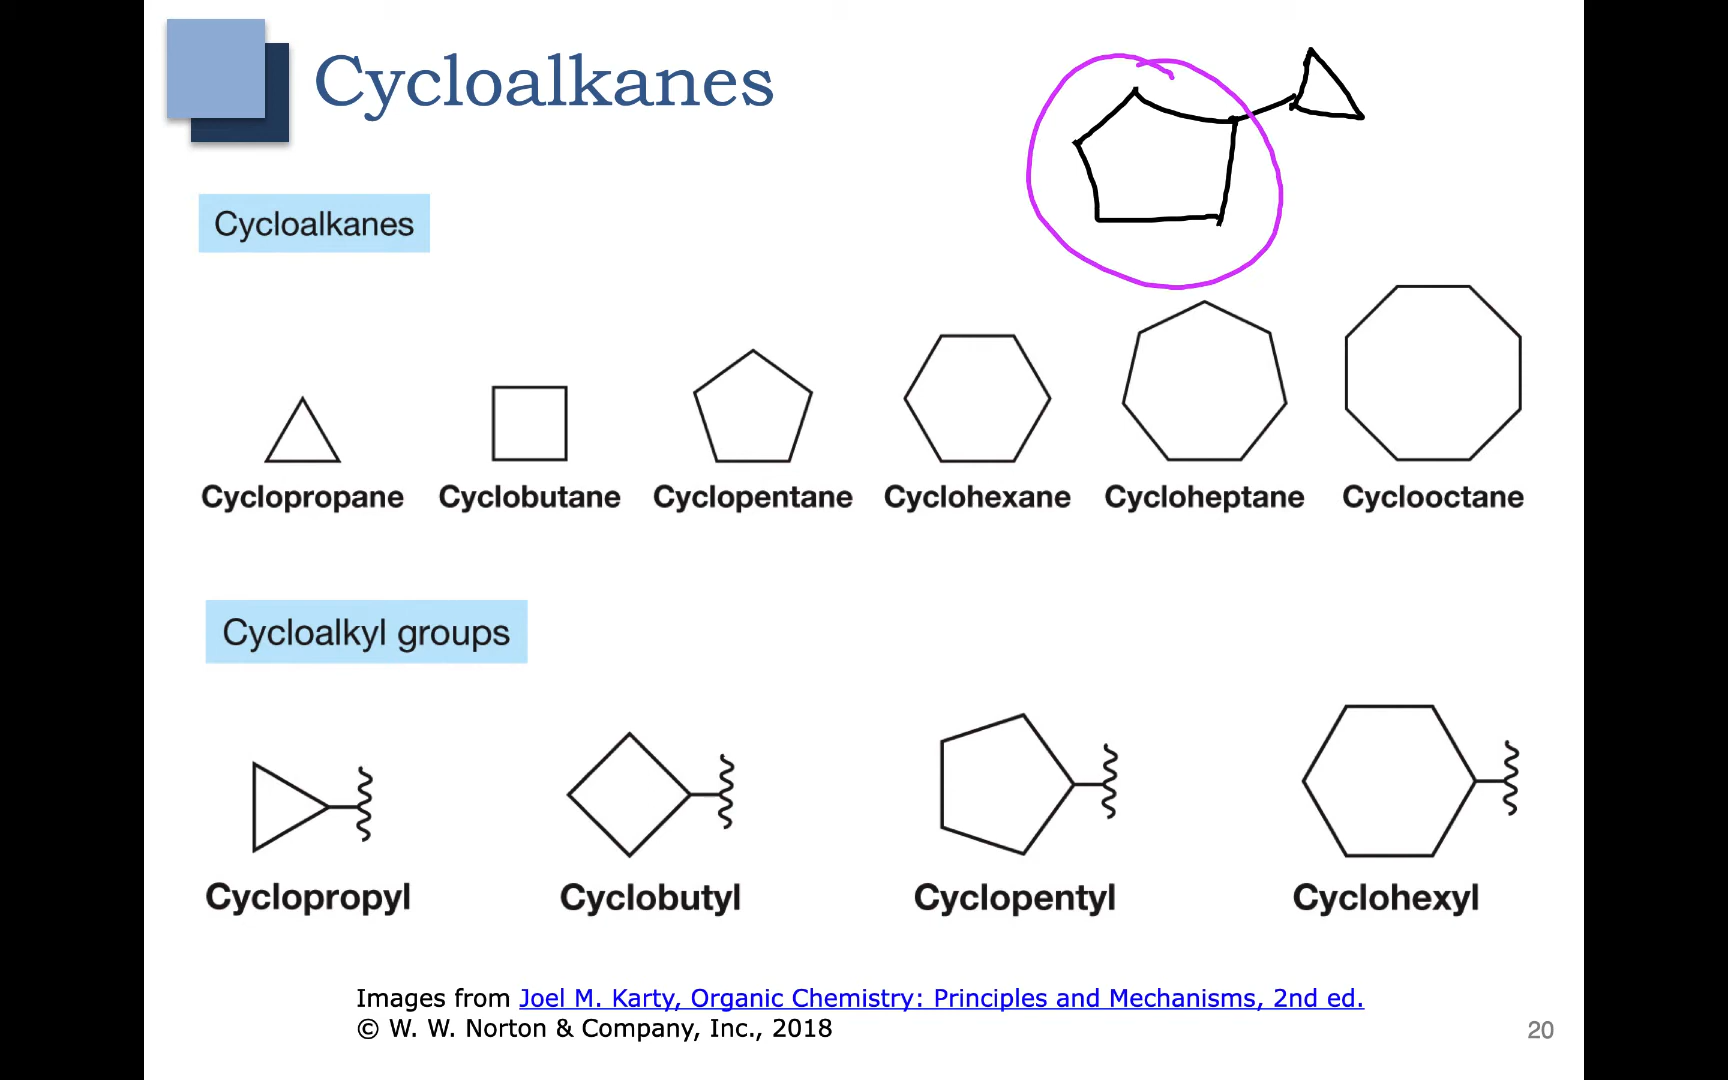 Cycloalkanes
Cycloalkanes
Cyclopropane Cyclobutane Cyclopentane Cyclohexane Cycloheptane Cyclooctane
Cycloalkyl groups
Cyclopropyl Cyclobutyl Cyclopentyl Cyclohexyl
Images from Joel M. Karty, Organic Chemistry: Principles and Mechanisms, 2nd ed.
© W. W. Norton & Company, Inc., 2018
20